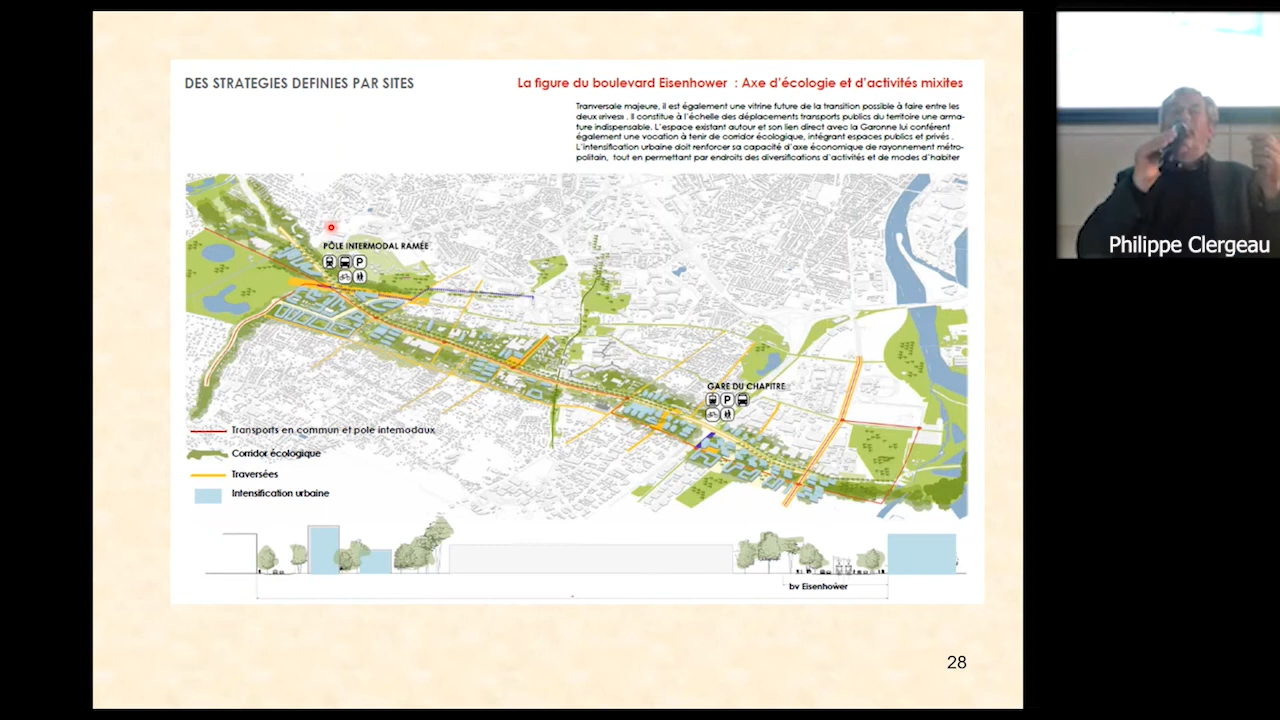 DES STRATEGIES DEFINIES PAR SITES
La figure du boulevard Eisenhower : Axe d'écologie et d'activités mixites
Tranversale majeure, il est également une vitrine future de la transition possible à faire entre les
deux «rives» . Il constitue à l'échelle des déplacements transports publics du territoire une arma-
ture indispensable. L'espace existant autour et son lien direct avec la Garonne lui confèrent
également une vocation à tenir de corridor écologique, intégrant espaces publics et privés .
L'intensification urbaine doit renforcer sa capacité d'axe économique de rayonnement métro-
politain, tout en permettant par endroits des diversifications d'activités et de modes d'habiter
PÔLE INTERMODAL RAMÉE
P
GARE DU CHAPITRE
P
Transports en commun et pole intemodaux
Corridor écologique
Traversées
Intensification urbaine
bv Eisenhower
28
Philippe Clergeau